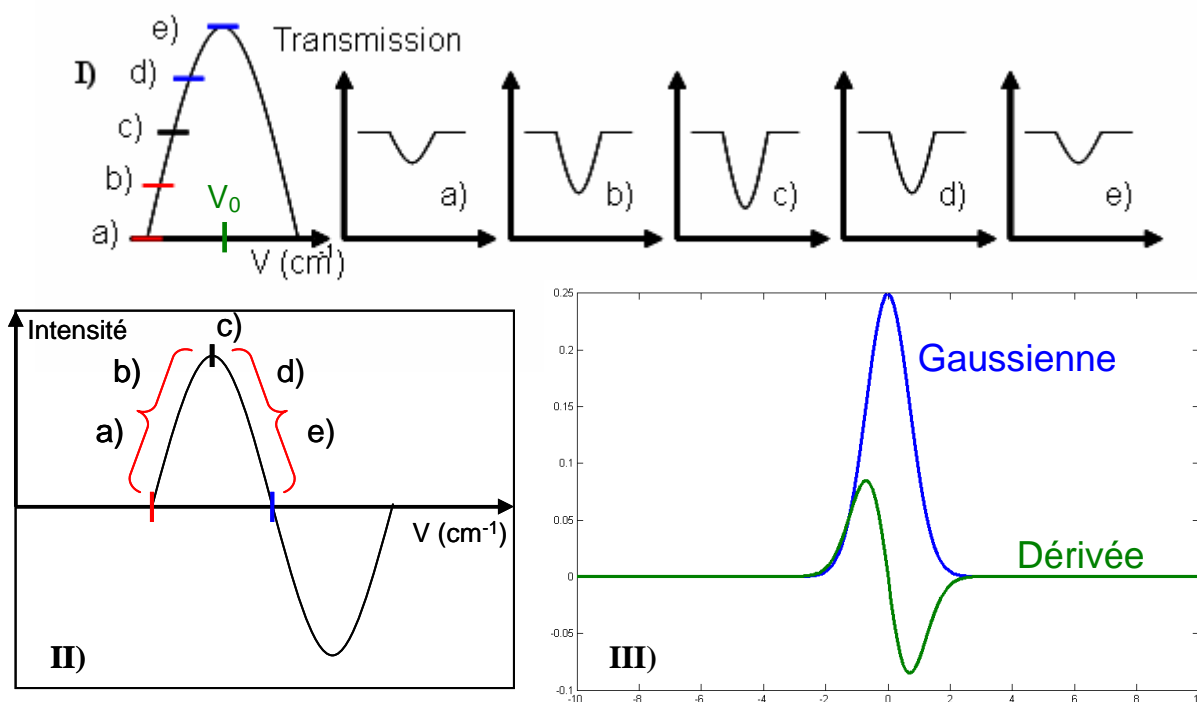 I)
e)
d)
c)
b)
a)
Transmission
V₀
V (cm⁻¹)
a)
b)
c)
d)
e)
Intensité
c)
b)
d)
a)
e)
V (cm⁻¹)
II)
0.25
0.2
0.15
0.1
0.05
0
-0.05
-0.1
Gaussienne
Dérivée
III)
-10 -8 -6 -4 -2 0 2 4 6 8